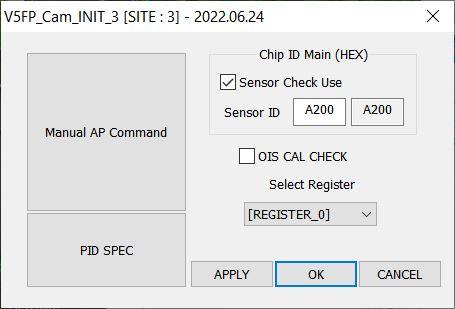 V5FP_Cam_INIT_3 [SITE : 3] - 2022.06.24
Manual AP Command
PID SPEC
Chip ID Main (HEX)
Sensor Check Use
Sensor ID A200 A200
OIS CAL CHECK
Select Register
[REGISTER_0]
APPLY OK CANCEL